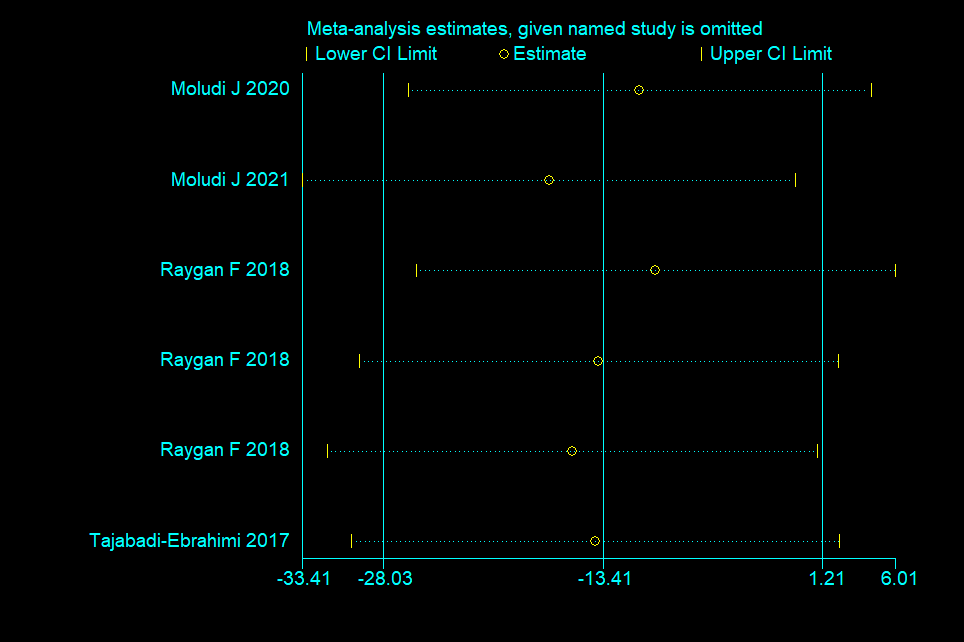 Meta-analysis estimates, given named study is omitted
Lower CI Limit Estimate Upper CI Limit
Moludi J 2020
Moludi J 2021
Raygan F 2018
Raygan F 2018
Raygan F 2018
Tajabadi-Ebrahimi 2017
-33.41 -28.03 -13.41 1.21 6.01